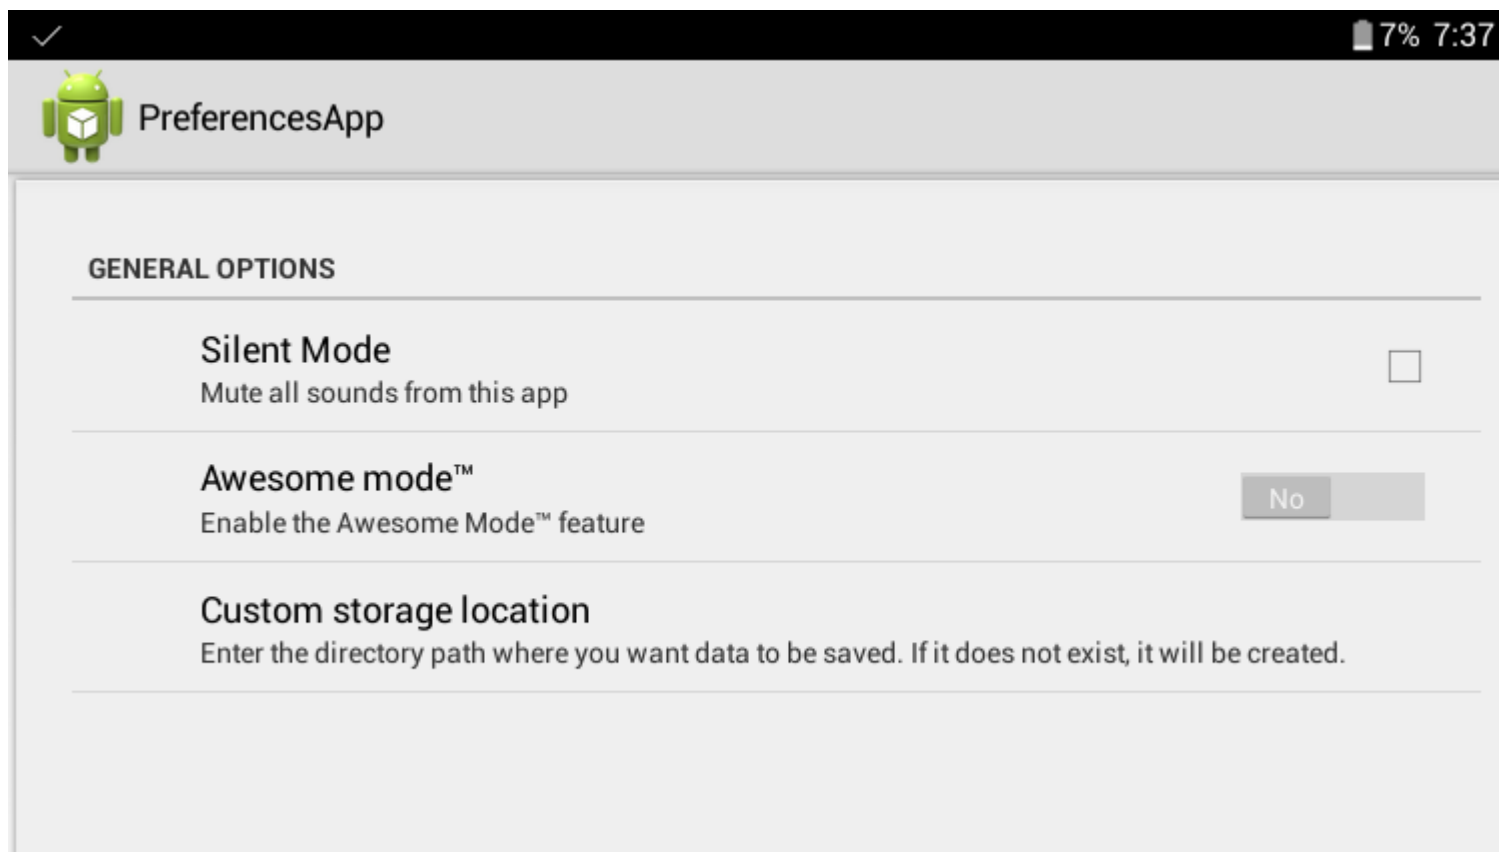 7% 7:37
PreferencesApp
GENERAL OPTIONS
Silent Mode
Mute all sounds from this app
Awesome mode™
Enable the Awesome Mode™ feature
No
Custom storage location
Enter the directory path where you want data to be saved. If it does not exist, it will be created.